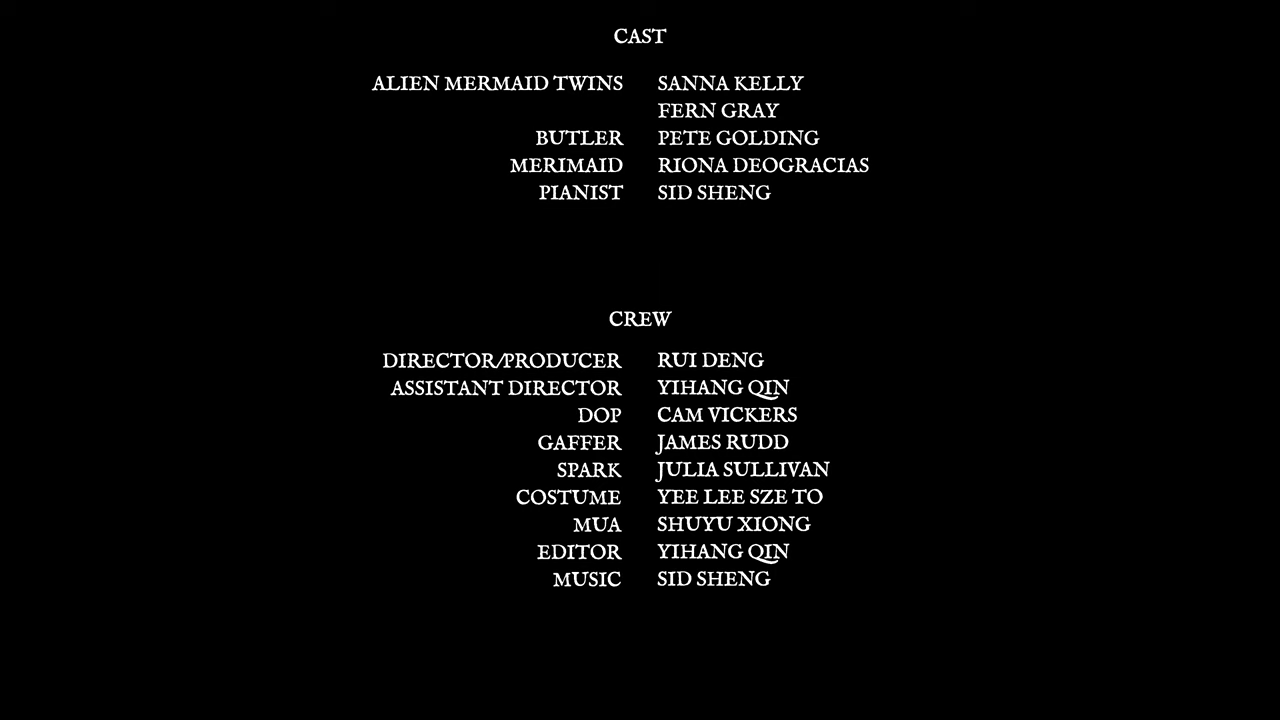 CAST
ALIEN MERMAID TWINS SANNA KELLY
FERN GRAY
BUTLER PETE GOLDING
MERIMAID RIONA DEOGRACIAS
PIANIST SID SHENG
CREW
DIRECTOR/PRODUCER RUI DENG
ASSISTANT DIRECTOR YIHANG QIN
DOP CAM VICKERS
GAFFER JAMES RUDD
SPARK JULIA SULLIVAN
COSTUME YEE LEE SZE TO
MUA SHUYU XIONG
EDITOR YIHANG QIN
MUSIC SID SHENG